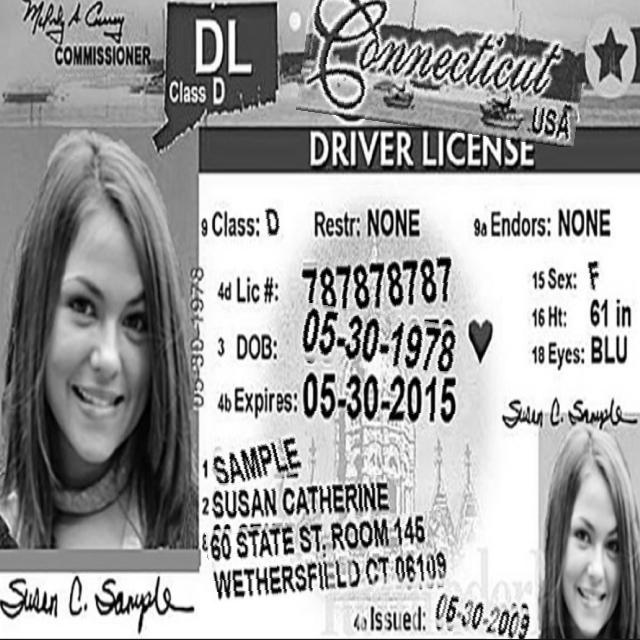 Melody A Currey
COMMISSIONER
DL
Class D
Connecticut
USA
DRIVER LICENSE
9 Class: D Restr: NONE 9a Endors: NONE
4d Lic #: 787878787
15 Sex: F
3 DOB: 05-30-1978
16 Ht: 61 in
18 Eyes: BLU
4b Expires: 05-30-2015
05-30-1978
Susan C. Sample
1 SAMPLE
2 SUSAN CATHERINE
8 60 STATE ST, ROOM 145
WETHERSFIELD CT 06109
4a Issued: 06-30-2009
Susan C. Sample